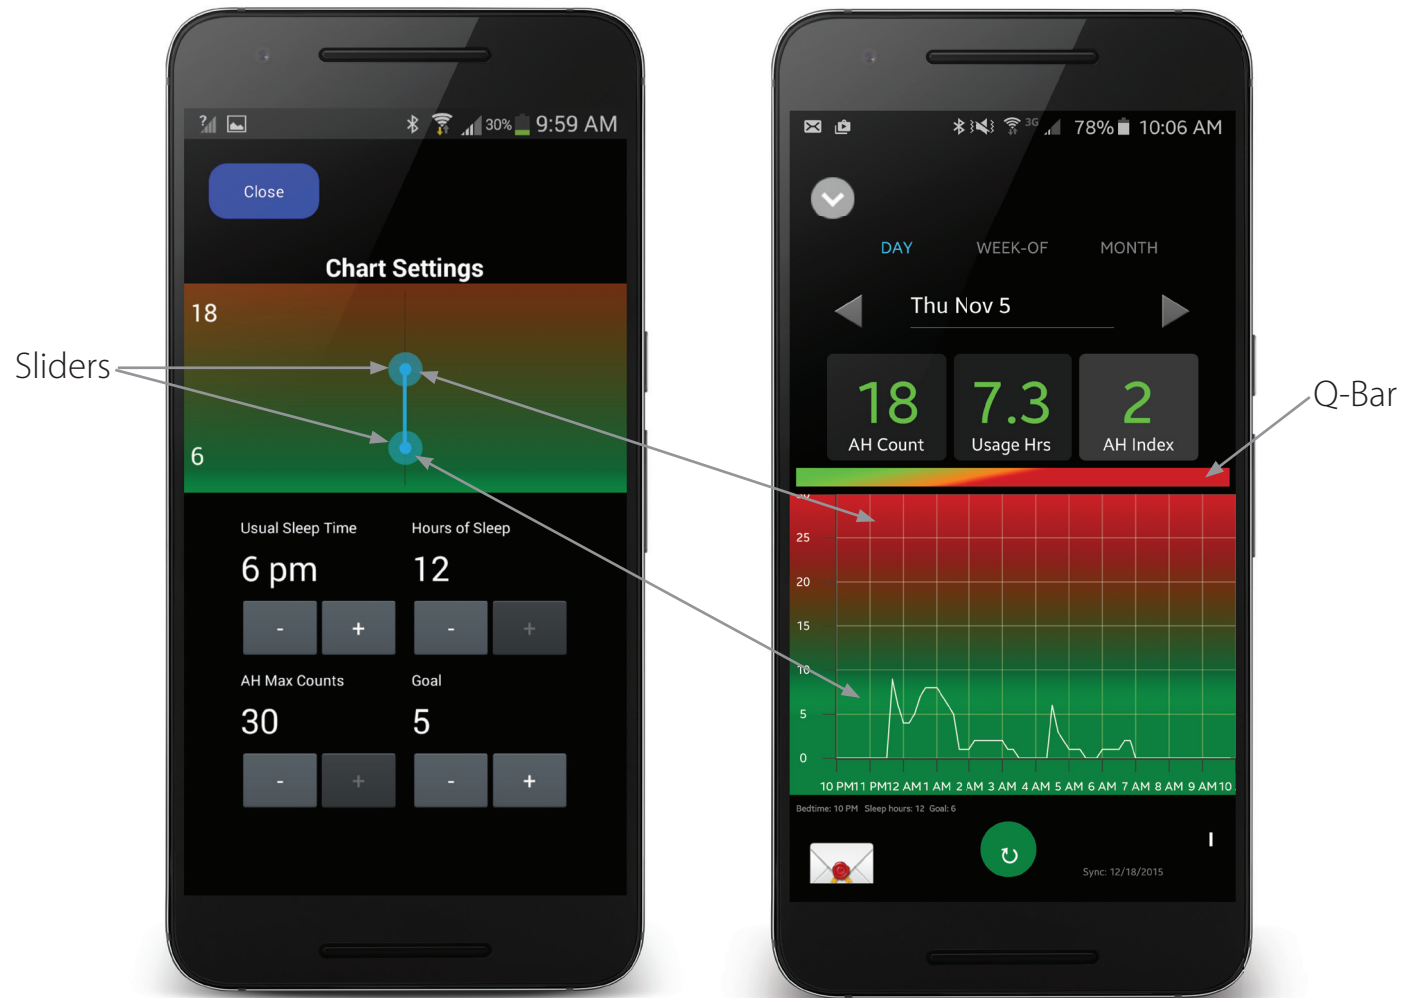 Sliders
?
30% 9:59 AM
Close
Chart Settings
18
6
Usual Sleep Time Hours of Sleep
6 pm 12
- + - +
AH Max Counts Goal
30 5
- + - +
3G 78% 10:06 AM
DAY WEEK-OF MONTH
Thu Nov 5
18 7.3 2
AH Count Usage Hrs AH Index
Q-Bar
30
25
20
15
10
5
0
10 PM 11 PM 12 AM 1 AM 2 AM 3 AM 4 AM 5 AM 6 AM 7 AM 8 AM 9 AM 10
Bedtime: 10 PM Sleep hours: 12 Goal: 6
Sync: 12/18/2015